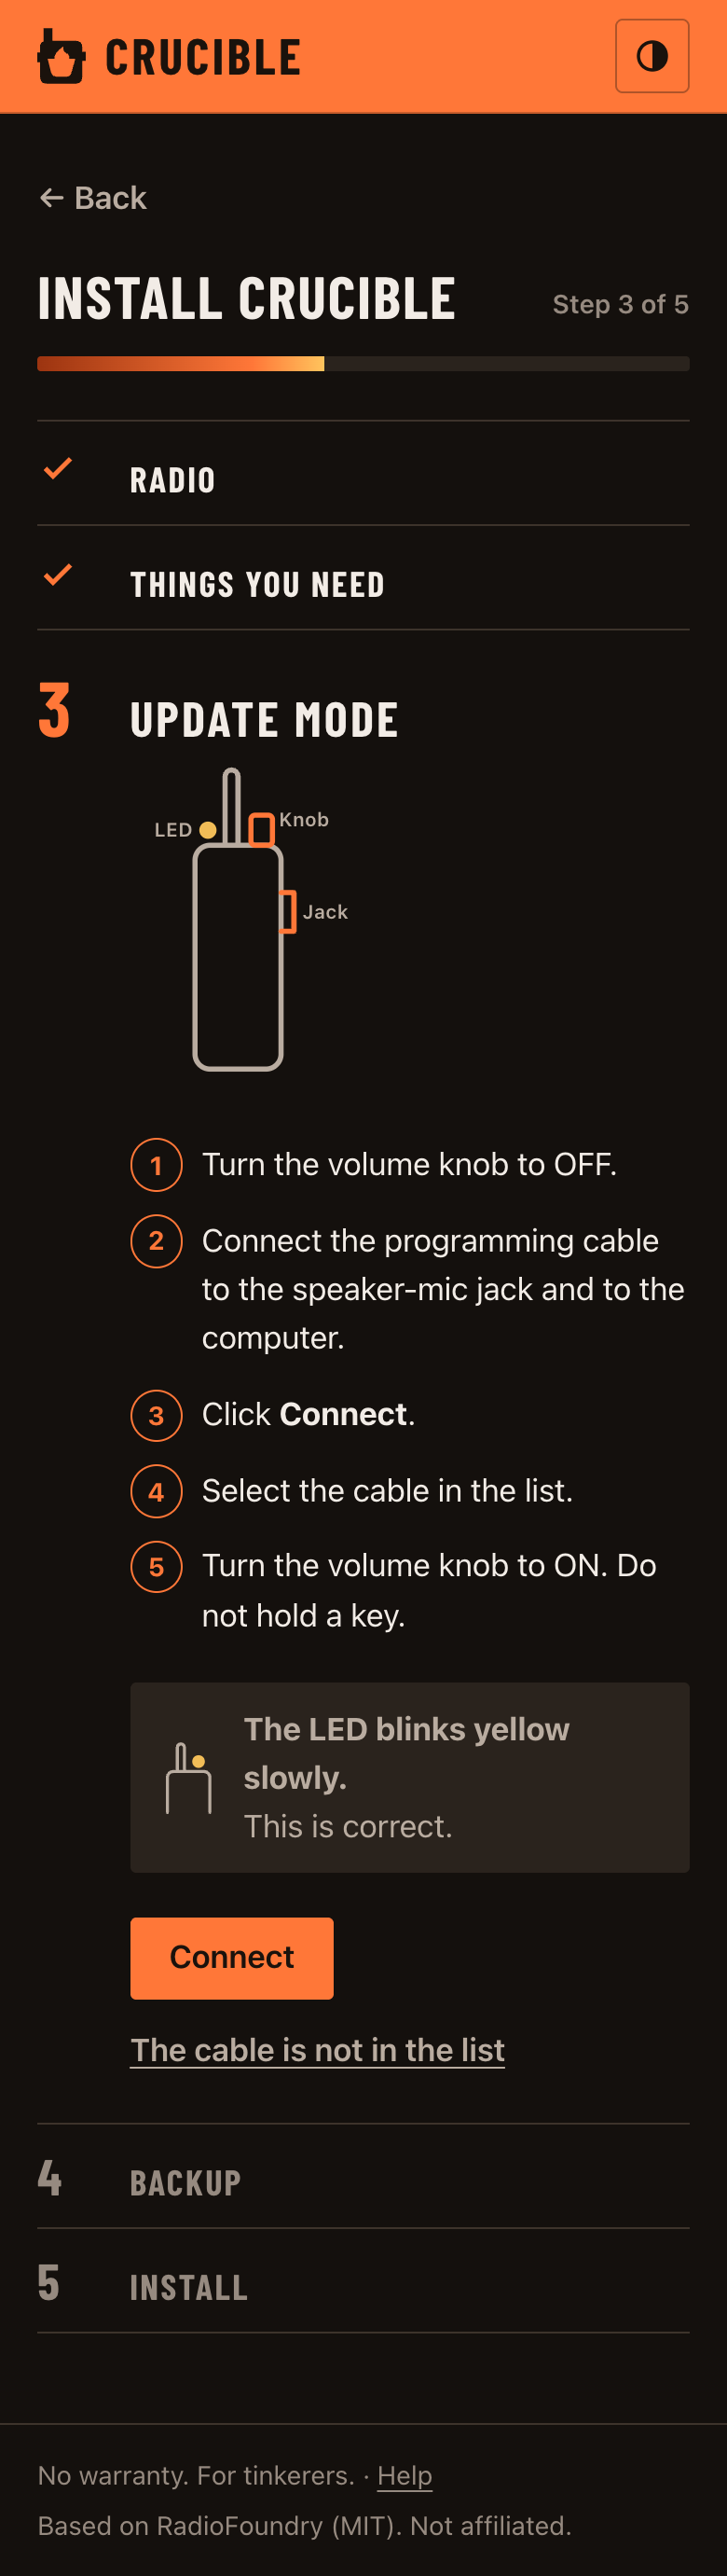 CRUCIBLE
← Back
INSTALL CRUCIBLE
Step 3 of 5
RADIO
THINGS YOU NEED
3 UPDATE MODE
LED
Knob
Jack
1 Turn the volume knob to OFF.
2 Connect the programming cable
to the speaker-mic jack and to the
computer.
3 Click Connect.
4 Select the cable in the list.
5 Turn the volume knob to ON. Do
not hold a key.
The LED blinks yellow
slowly.
This is correct.
Connect
The cable is not in the list
4 BACKUP
5 INSTALL
No warranty. For tinkerers. · Help
Based on RadioFoundry (MIT). Not affiliated.